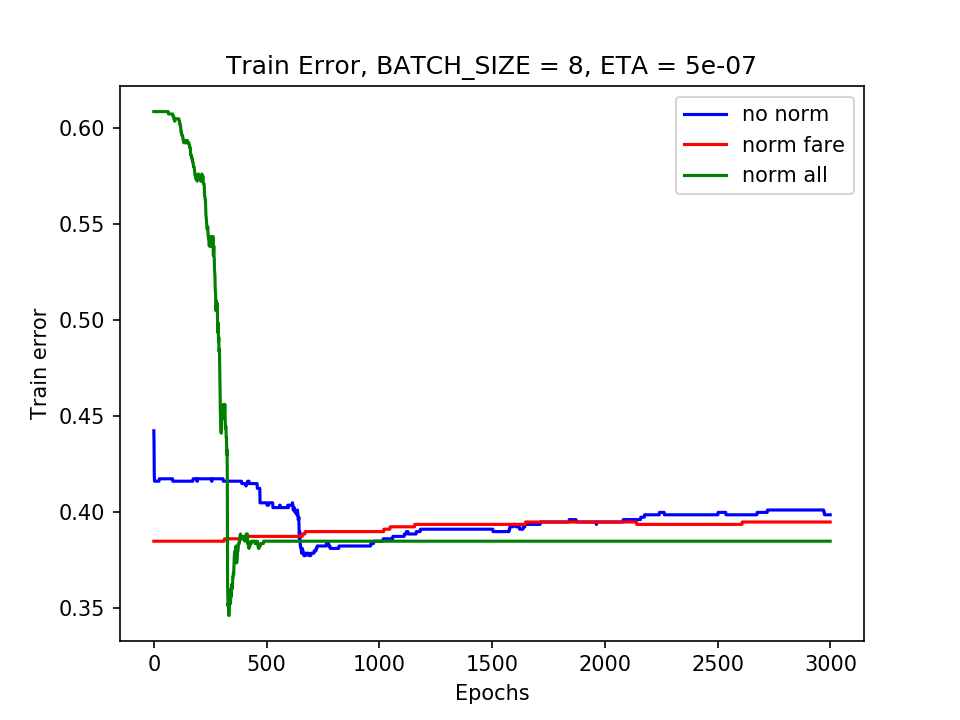 Train Error, BATCH_SIZE = 8, ETA = 5e-07
no norm
norm fare
norm all
Train error
0.60
0.55
0.50
0.45
0.40
0.35
0 500 1000 1500 2000 2500 3000
Epochs